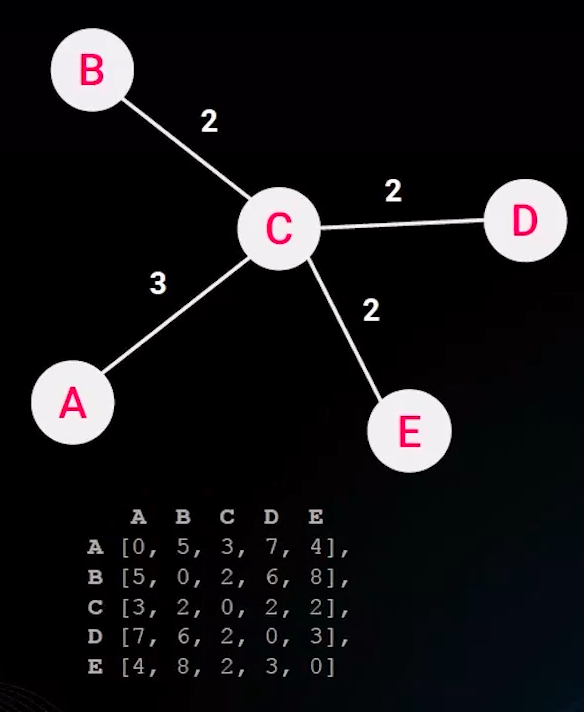 B
2
2
C
D
3
2
A
E
A B C D E
A [0, 5, 3, 7, 4],
B [5, 0, 2, 6, 8],
C [3, 2, 0, 2, 2],
D [7, 6, 2, 0, 3],
E [4, 8, 2, 3, 0]